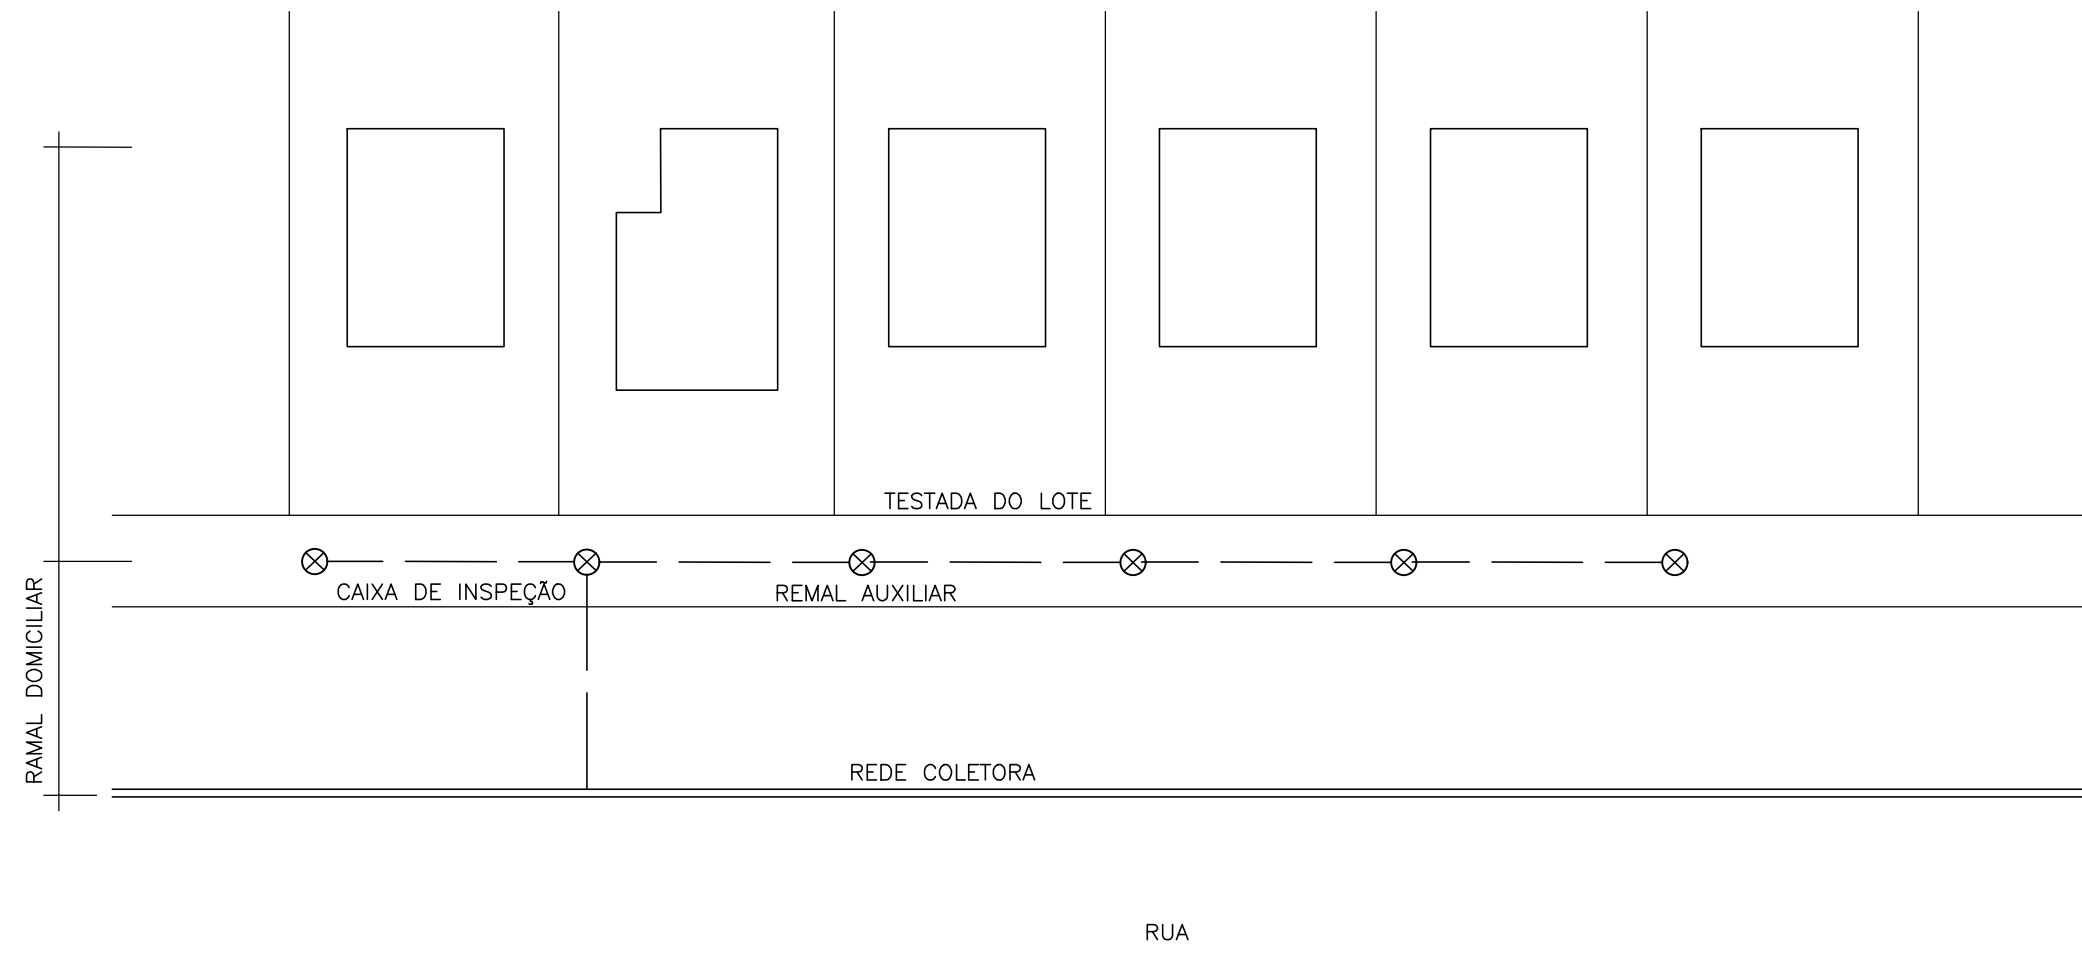 TESTADA DO LOTE
CAIXA DE INSPEÇÃO
REMAL AUXILIAR
RAMAL DOMICILIAR
REDE COLETORA
RUA